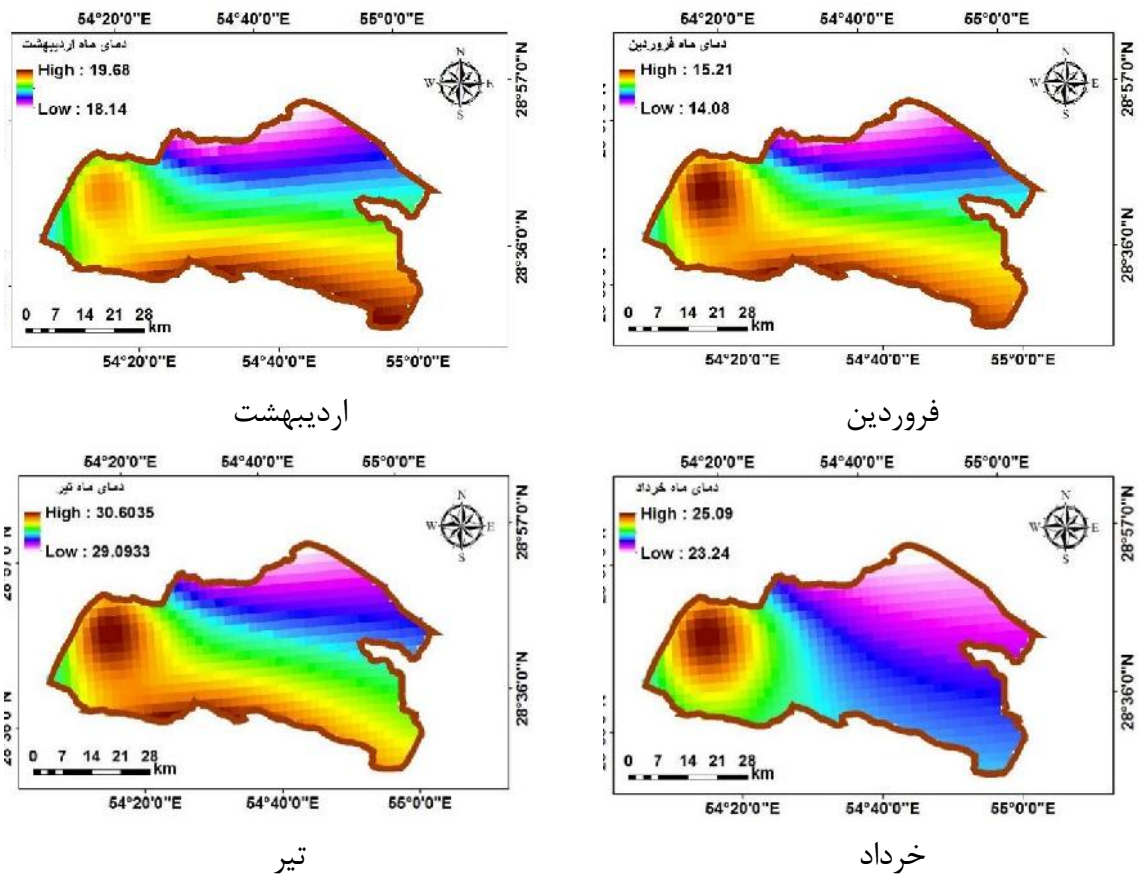 54°20'0"E 54°40'0"E 55°0'0"E
دمای ماه فروردین
High : 15.21
Low : 14.08
N
W E
S
28°57'0"N
28°36'0"N
0 7 14 21 28
km
54°20'0"E 54°40'0"E 55°0'0"E
فروردین
54°20'0"E 54°40'0"E 55°0'0"E
دمای ماه اردیبهشت
High : 19.68
Low : 18.14
N
W E
S
28°57'0"N
28°36'0"N
0 7 14 21 28
km
54°20'0"E 54°40'0"E 55°0'0"E
اردیبهشت
54°20'0"E 54°40'0"E 55°0'0"E
دمای ماه خرداد
High : 25.09
Low : 23.24
N
W E
S
28°57'0"N
28°36'0"N
0 7 14 21 28
km
54°20'0"E 54°40'0"E 55°0'0"E
خرداد
54°20'0"E 54°40'0"E 55°0'0"E
دمای ماه تیر
High : 30.6035
Low : 29.0933
N
W E
S
28°57'0"N
28°36'0"N
0 7 14 21 28
km
54°20'0"E 54°40'0"E 55°0'0"E
تیر